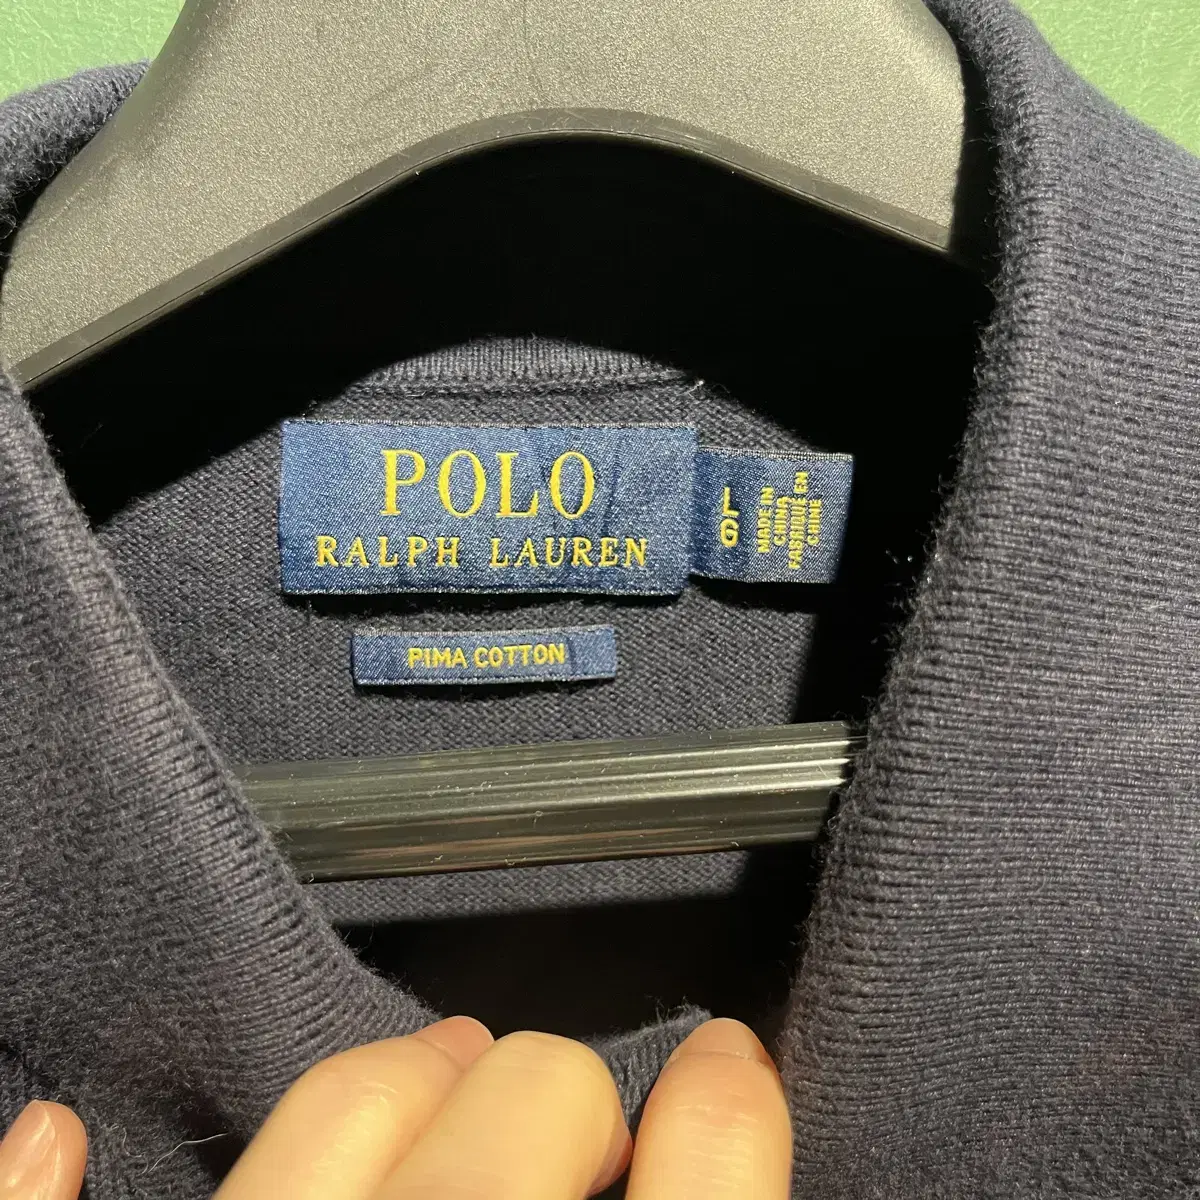 POLO
RALPH LAUREN
L
G
MADE IN
CHINA
FABRIQUE EN
CHINE
PIMA COTTON